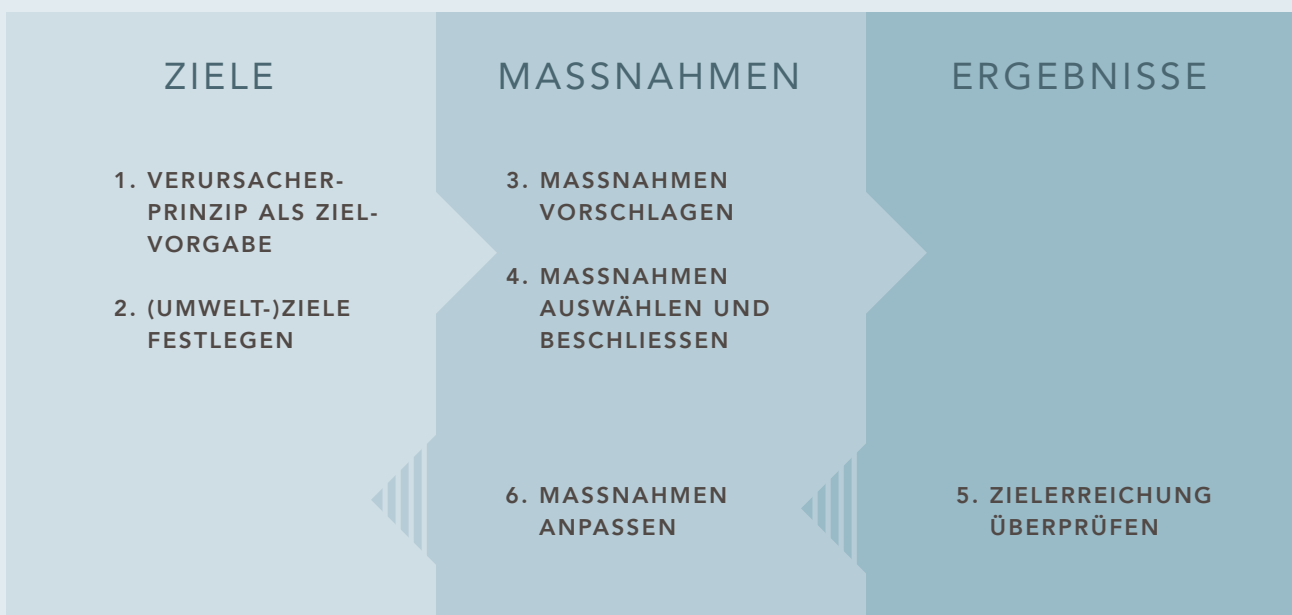 ZIELE
1. VERURSACHER-
PRINZIP ALS ZIEL-
VORGABE
2. (UMWELT-)ZIELE
FESTLEGEN
MASSNAHMEN
3. MASSNAHMEN
VORSCHLAGEN
4. MASSNAHMEN
AUSWÄHLEN UND
BESCHLIESSEN
6. MASSNAHMEN
ANPASSEN
ERGEBNISSE
5. ZIELERREICHUNG
ÜBERPRÜFEN